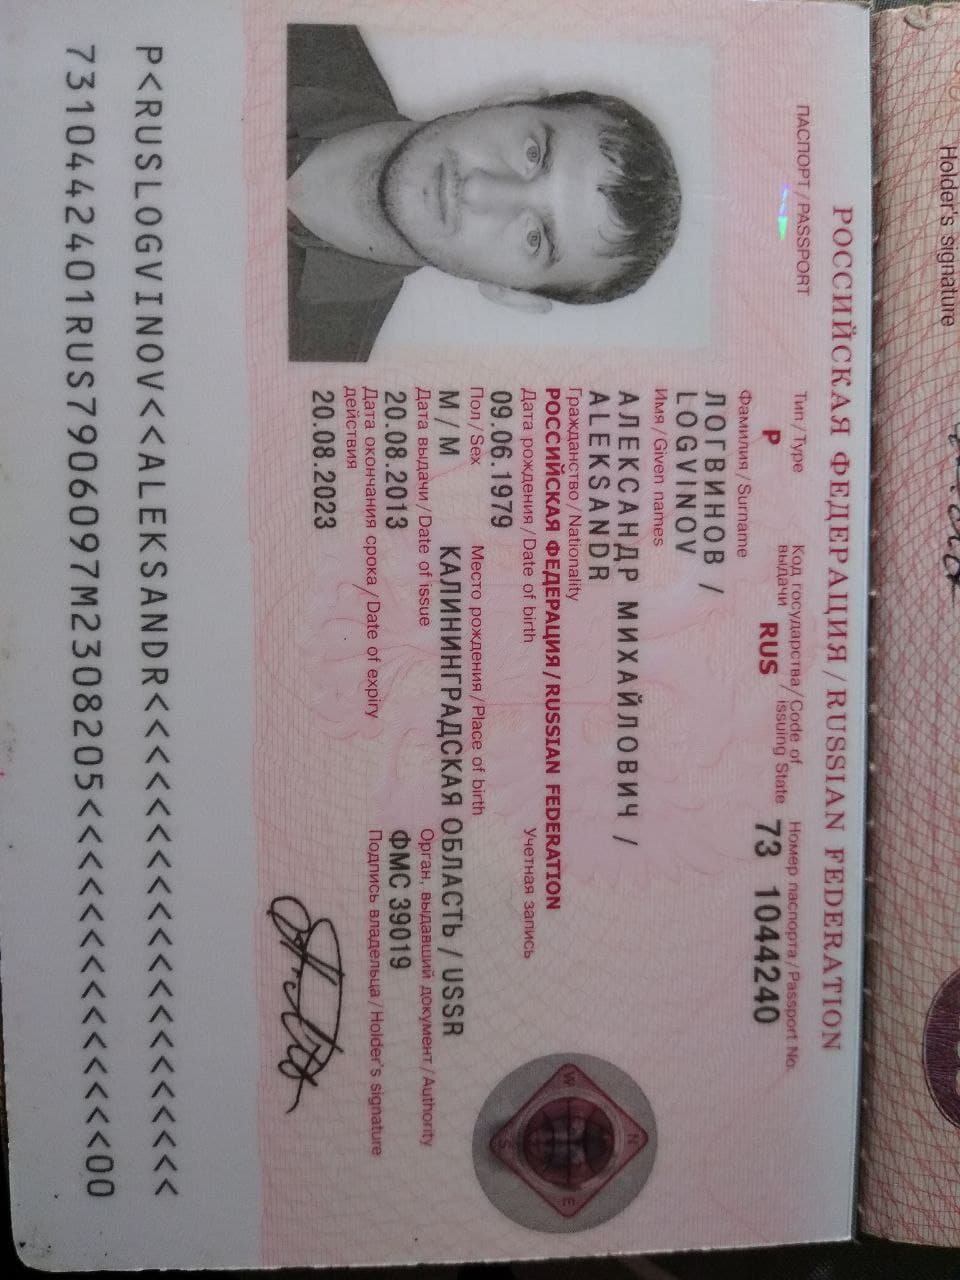 Holder's signature
РОССИЙСКАЯ ФЕДЕРАЦИЯ / RUSSIAN FEDERATION
ПАСПОРТ / PASSPORT
Тип / Type
Код государства / Code of
выдачи / issuing State
Номер паспорта / Passport No.
P
RUS
73 1044240
Фамилия / Surname
ЛОГВИНОВ /
LOGVINOV
Имя / Given names
АЛЕКСАНДР МИХАЙЛОВИЧ /
ALEKSANDR
Гражданство / Nationality
РОССИЙСКАЯ ФЕДЕРАЦИЯ / RUSSIAN FEDERATION
Дата рождения / Date of birth
Учетная запись
09.06.1979
Пол / Sex
Место рождения / Place of birth
М / M
КАЛИНИНГРАДСКАЯ ОБЛАСТЬ / USSR
Дата выдачи / Date of issue
Орган, выдавший документ / Authority
20.08.2013
ФМС 39019
Дата окончания срока / Date of expiry
действия
Подпись владельца / Holder's signature
20.08.2023
N
E
S
W
P<RUSLOGVINOV<<ALEKSANDR<<<<<<<<<<<<<<<<<<<<
7310442401RUS7906097M2308205<<<<<<<<<<<<<<00